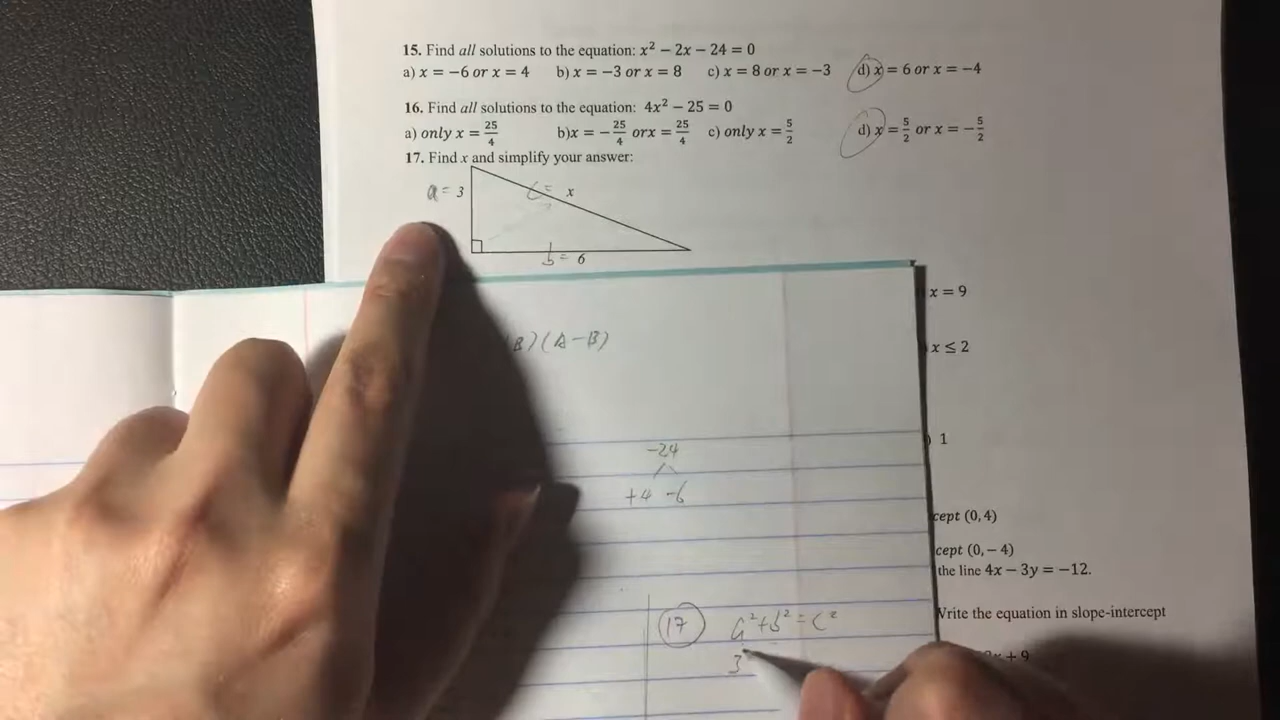 15. Find all solutions to the equation: x² − 2x − 24 = 0
a) x = −6 or x = 4 b) x = −3 or x = 8 c) x = 8 or x = −3 d) x = 6 or x = −4
16. Find all solutions to the equation: 4x² − 25 = 0
a) only x = 25/4 b)x = −25/4 orx = 25/4 c) only x = 5/2 d) x = 5/2 or x = −5/2
17. Find x and simplify your answer:
a = 3
c = x
b = 6
x = 9
B)(A−B)
x ≤ 2
) 1
−24
+4 −6
cept (0, 4)
cept (0, − 4)
the line 4x − 3y = −12.
17 a²+b²=c²
Write the equation in slope-intercept
3
x + 9